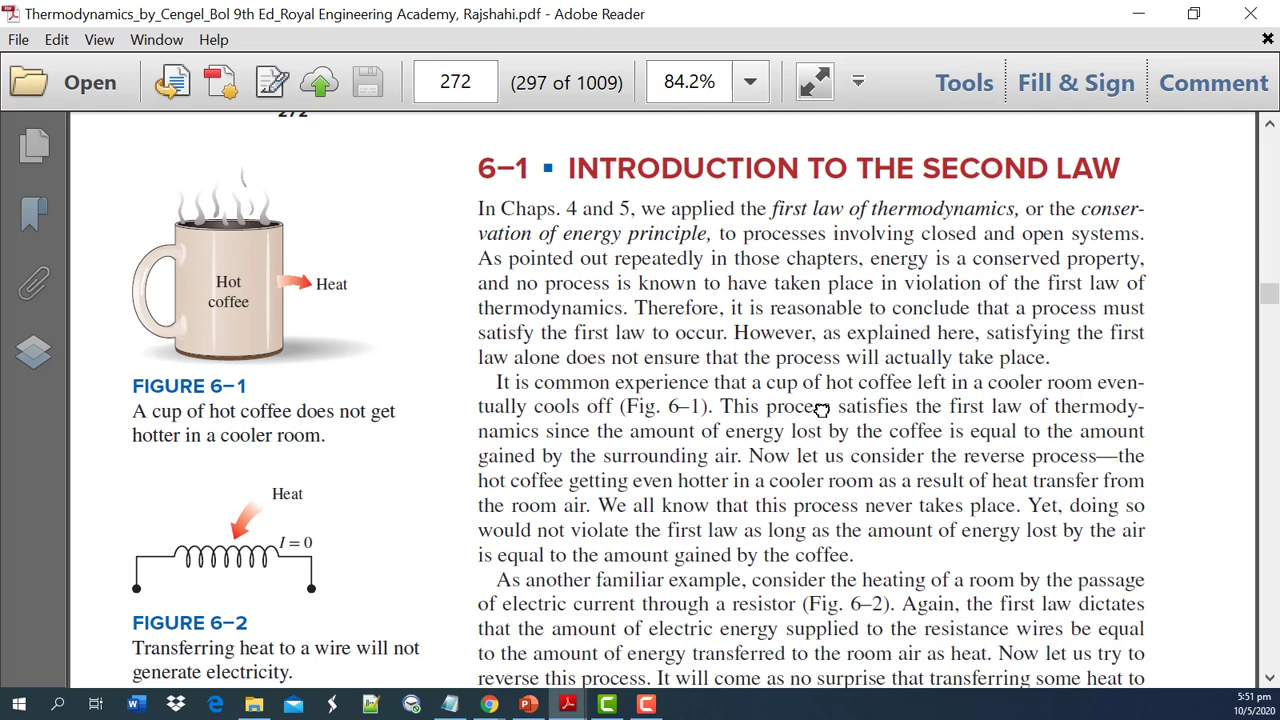 Thermodynamics_by_Cengel_Bol 9th Ed_Royal Engineering Academy, Rajshahi.pdf - Adobe Reader
File Edit View Window Help
Open
272 (297 of 1009) 84.2%
Tools Fill & Sign Comment
272
6–1 ▪ INTRODUCTION TO THE SECOND LAW
In Chaps. 4 and 5, we applied the first law of thermodynamics, or the conser-
vation of energy principle, to processes involving closed and open systems.
As pointed out repeatedly in those chapters, energy is a conserved property,
and no process is known to have taken place in violation of the first law of
thermodynamics. Therefore, it is reasonable to conclude that a process must
satisfy the first law to occur. However, as explained here, satisfying the first
law alone does not ensure that the process will actually take place.
It is common experience that a cup of hot coffee left in a cooler room even-
tually cools off (Fig. 6–1). This process satisfies the first law of thermody-
namics since the amount of energy lost by the coffee is equal to the amount
gained by the surrounding air. Now let us consider the reverse process—the
hot coffee getting even hotter in a cooler room as a result of heat transfer from
the room air. We all know that this process never takes place. Yet, doing so
would not violate the first law as long as the amount of energy lost by the air
is equal to the amount gained by the coffee.
As another familiar example, consider the heating of a room by the passage
of electric current through a resistor (Fig. 6–2). Again, the first law dictates
that the amount of electric energy supplied to the resistance wires be equal
to the amount of energy transferred to the room air as heat. Now let us try to
reverse this process. It will come as no surprise that transferring some heat to
Hot
coffee
Heat
FIGURE 6–1
A cup of hot coffee does not get
hotter in a cooler room.
Heat
I = 0
FIGURE 6–2
Transferring heat to a wire will not
generate electricity.
5:51 pm
10/5/2020